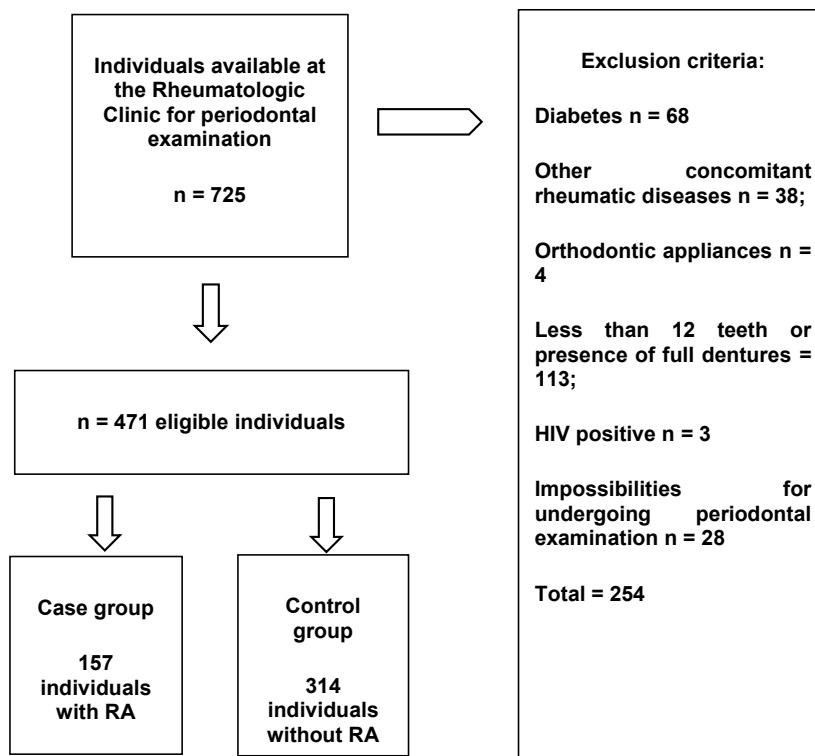 Individuals available at
the Rheumatologic
Clinic for periodontal
examination
n = 725
Exclusion criteria:
Diabetes n = 68
Other concomitant
rheumatic diseases n = 38;
Orthodontic appliances n =
4
Less than 12 teeth or
presence of full dentures =
113;
HIV positive n = 3
Impossibilities for
undergoing periodontal
examination n = 28
Total = 254
n = 471 eligible individuals
Case group
157
individuals
with RA
Control
group
314
individuals
without RA